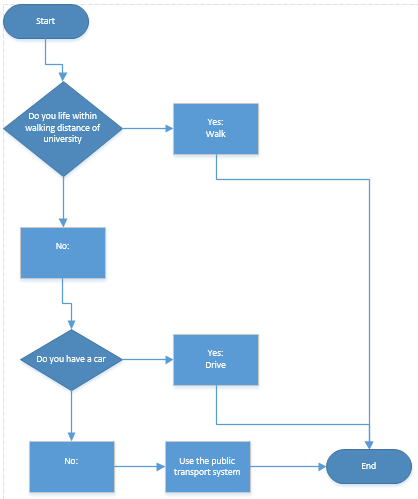 Start
Do you life within
walking distance of
university
Yes:
Walk
No:
Do you have a car
Yes:
Drive
No:
Use the public
transport system
End